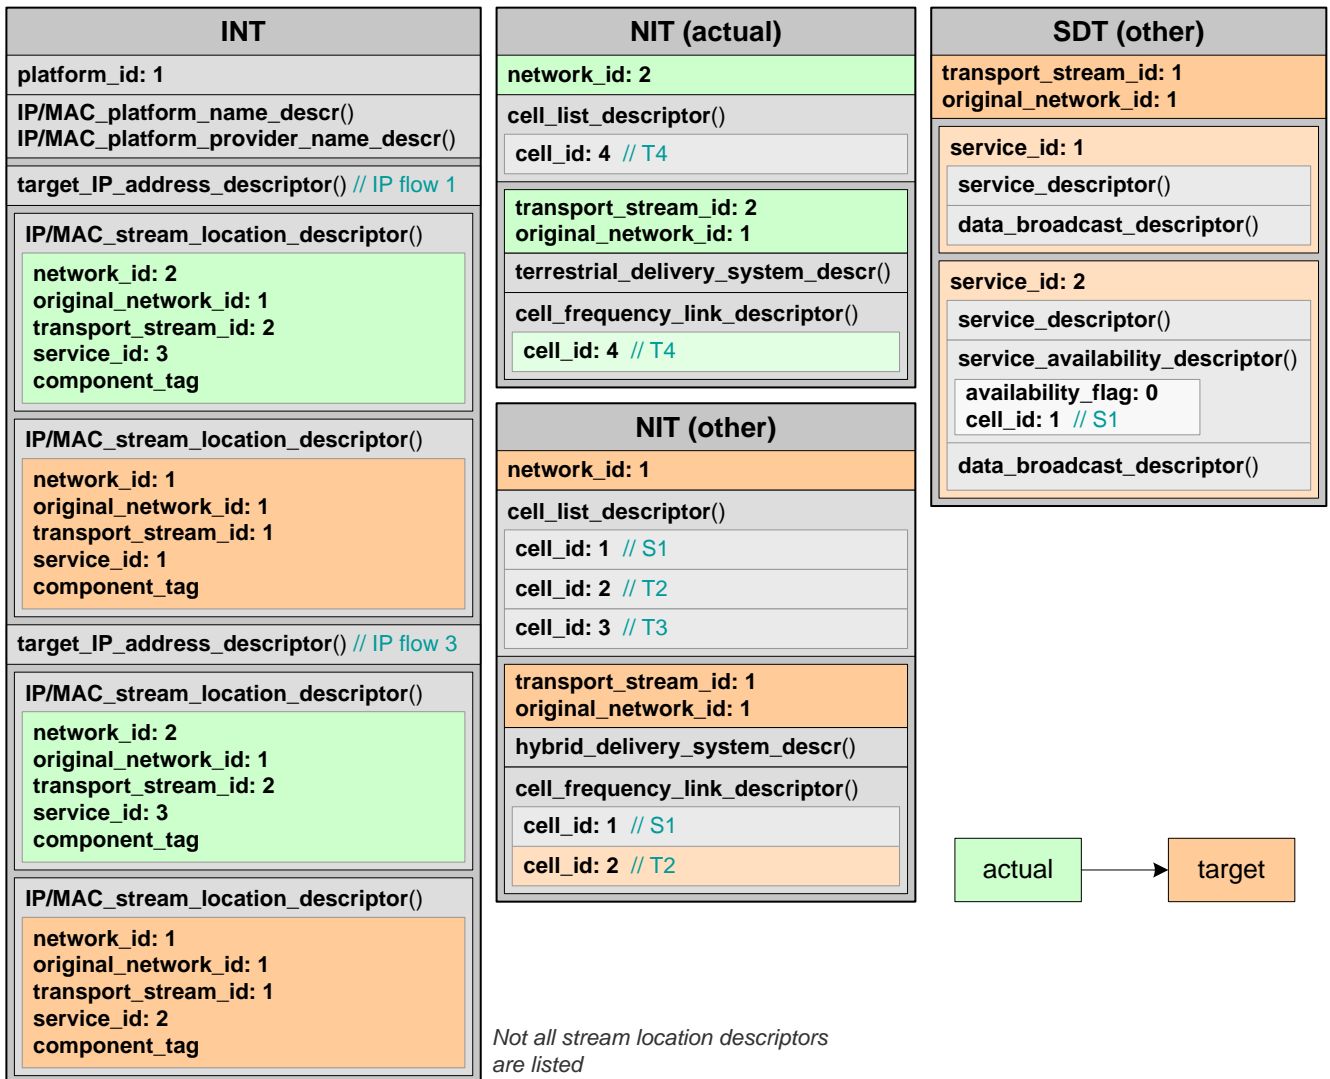 INT
platform_id: 1
IP/MAC_platform_name_descr()
IP/MAC_platform_provider_name_descr()
target_IP_address_descriptor() // IP flow 1
IP/MAC_stream_location_descriptor()
network_id: 2
original_network_id: 1
transport_stream_id: 2
service_id: 3
component_tag
IP/MAC_stream_location_descriptor()
network_id: 1
original_network_id: 1
transport_stream_id: 1
service_id: 1
component_tag
target_IP_address_descriptor() // IP flow 3
IP/MAC_stream_location_descriptor()
network_id: 2
original_network_id: 1
transport_stream_id: 2
service_id: 3
component_tag
IP/MAC_stream_location_descriptor()
network_id: 1
original_network_id: 1
transport_stream_id: 1
service_id: 2
component_tag
NIT (actual)
network_id: 2
cell_list_descriptor()
cell_id: 4 // T4
transport_stream_id: 2
original_network_id: 1
terrestrial_delivery_system_descr()
cell_frequency_link_descriptor()
cell_id: 4 // T4
NIT (other)
network_id: 1
cell_list_descriptor()
cell_id: 1 // S1
cell_id: 2 // T2
cell_id: 3 // T3
transport_stream_id: 1
original_network_id: 1
hybrid_delivery_system_descr()
cell_frequency_link_descriptor()
cell_id: 1 // S1
cell_id: 2 // T2
Not all stream location descriptors
are listed
SDT (other)
transport_stream_id: 1
original_network_id: 1
service_id: 1
service_descriptor()
data_broadcast_descriptor()
service_id: 2
service_descriptor()
service_availability_descriptor()
availability_flag: 0
cell_id: 1 // S1
data_broadcast_descriptor()
actual
target